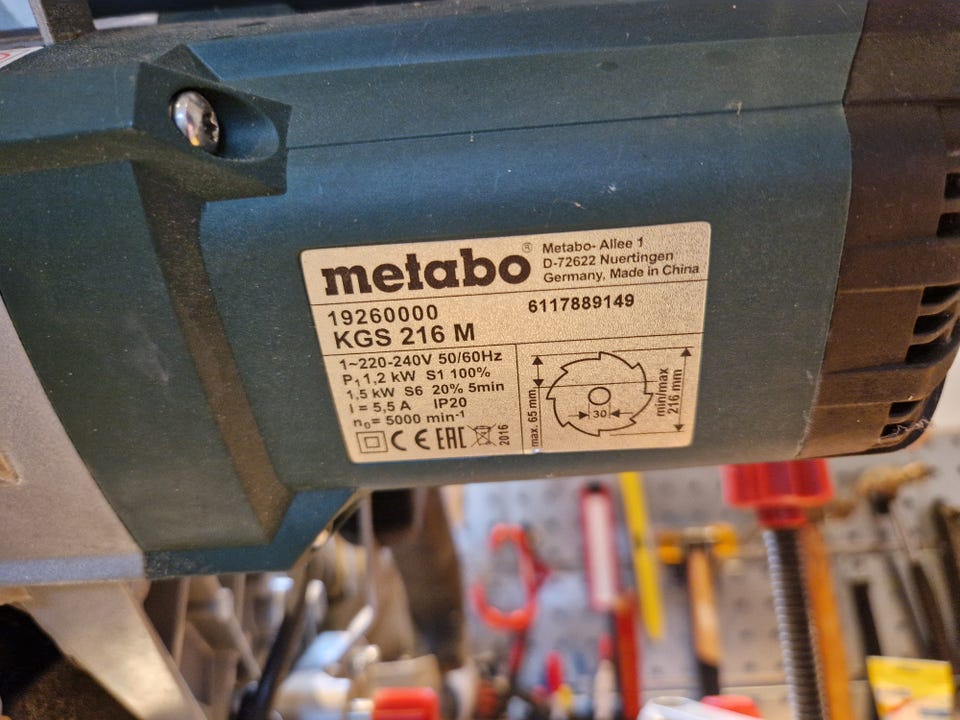 metabo®
Metabo- Allee 1
D-72622 Nuertingen
Germany, Made in China
19260000
6117889149
KGS 216 M
1~220-240V 50/60Hz
P₁ 1,2 kW S1 100%
1,5 kW S6 20% 5min
I = 5,5 A IP20
n₀= 5000 min⁻¹
CE EAC 2016
max. 65 mm
30
min/max
216 mm